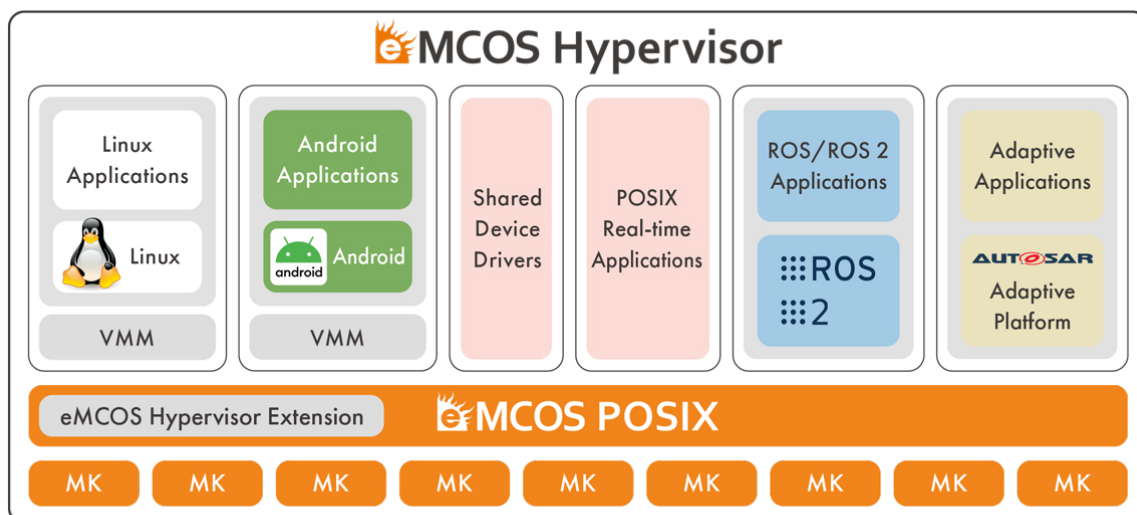 eMCOS Hypervisor
Linux
Applications
Linux
VMM
Android
Applications
android
Android
VMM
Shared
Device
Drivers
POSIX
Real-time
Applications
ROS/ROS 2
Applications
ROS
2
Adaptive
Applications
AUTOSAR
Adaptive
Platform
eMCOS Hypervisor Extension
eMCOS POSIX
MK MK MK MK MK MK MK MK MK